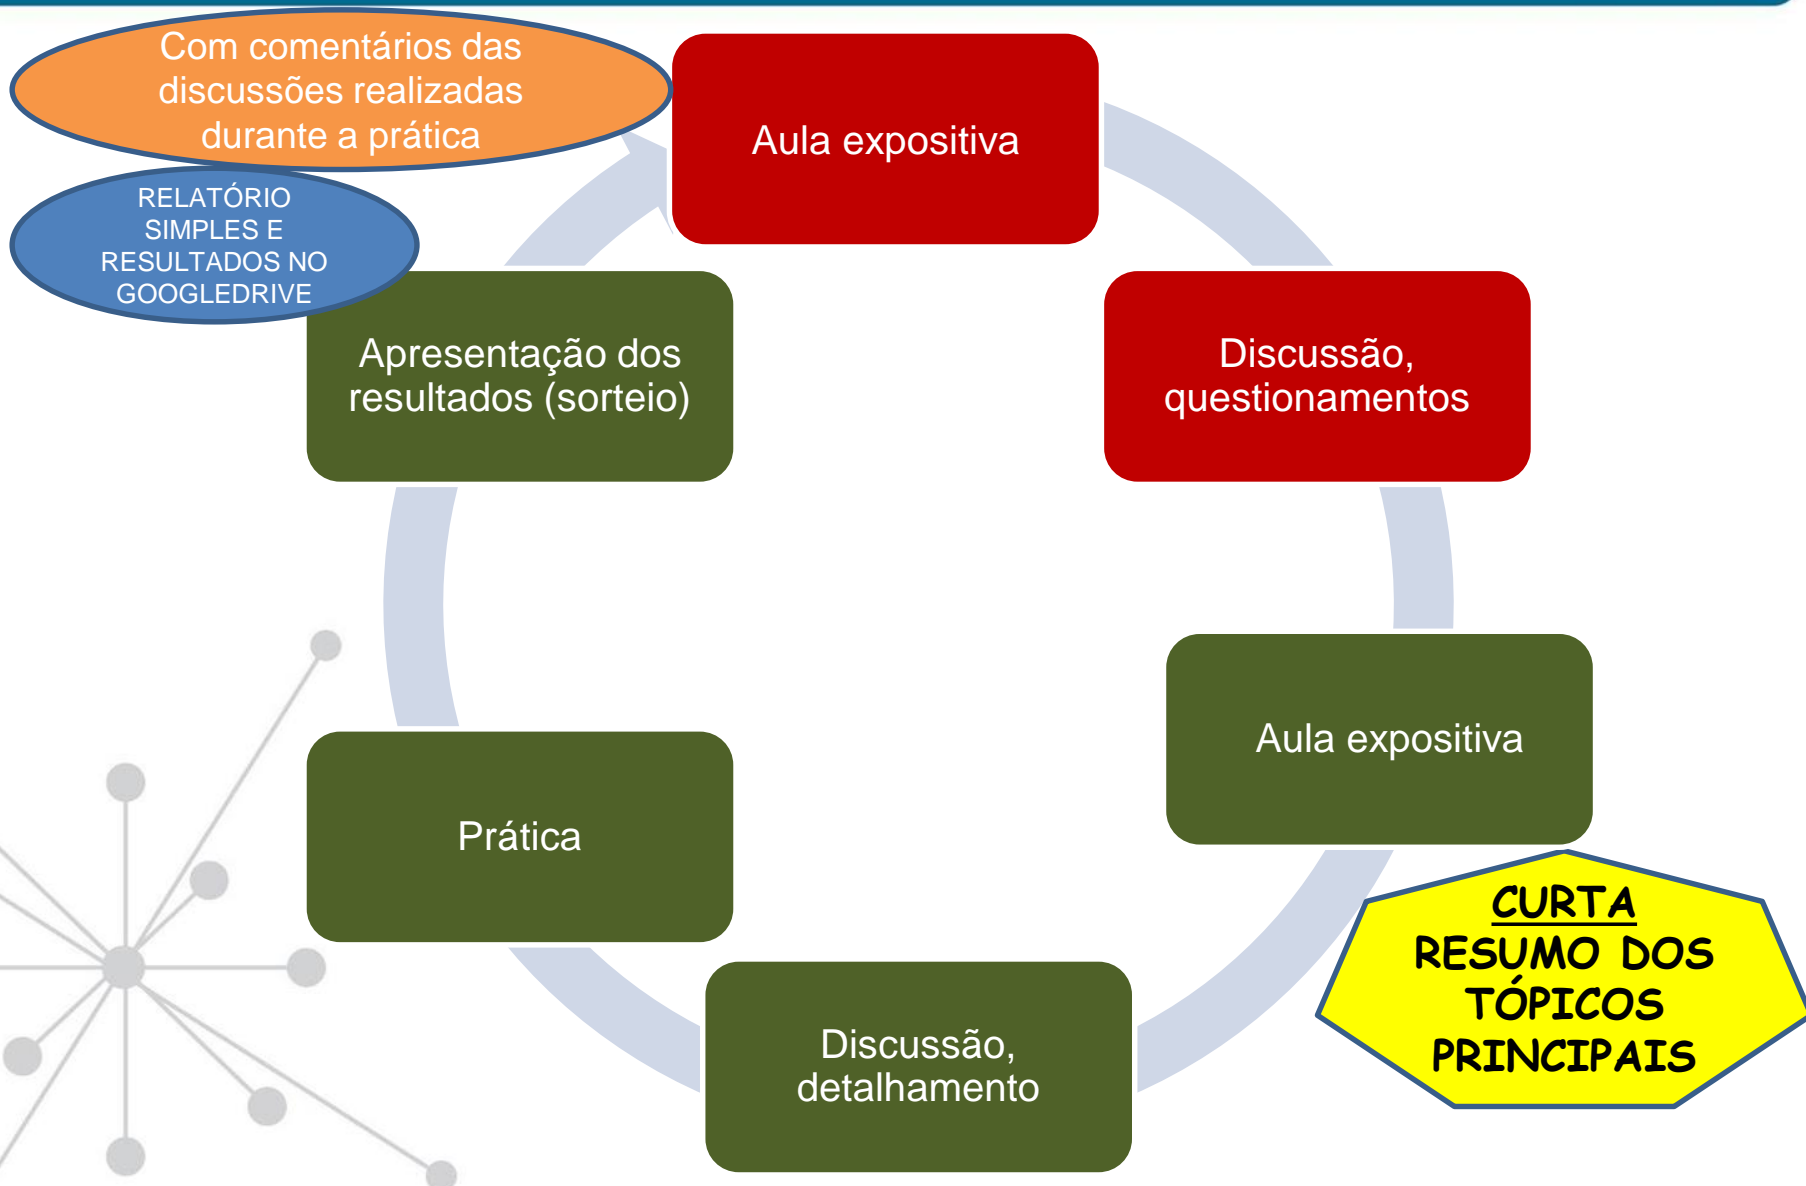 Com comentários das
discussões realizadas
durante a prática
RELATÓRIO
SIMPLES E
RESULTADOS NO
GOOGLEDRIVE
Aula expositiva
Discussão,
questionamentos
Aula expositiva
CURTA
RESUMO DOS
TÓPICOS
PRINCIPAIS
Discussão,
detalhamento
Prática
Apresentação dos
resultados (sorteio)